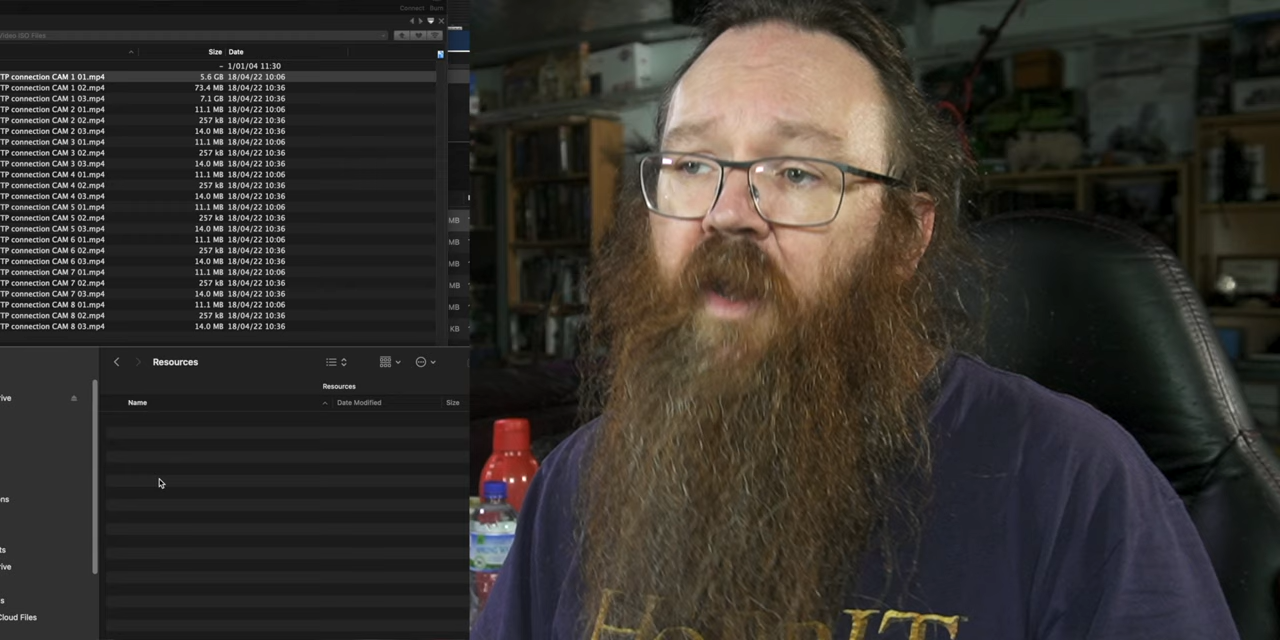 Connect Burn
Video ISO Files
Size Date
– 1/01/04 11:30
TP connection CAM 1 01.mp4 5.6 GB 18/04/22 10:06
TP connection CAM 1 02.mp4 73.4 MB 18/04/22 10:36
TP connection CAM 1 03.mp4 7.1 GB 18/04/22 10:36
TP connection CAM 2 01.mp4 11.1 MB 18/04/22 10:06
TP connection CAM 2 02.mp4 257 kB 18/04/22 10:36
TP connection CAM 2 03.mp4 14.0 MB 18/04/22 10:36
TP connection CAM 3 01.mp4 11.1 MB 18/04/22 10:06
TP connection CAM 3 02.mp4 257 kB 18/04/22 10:36
TP connection CAM 3 03.mp4 14.0 MB 18/04/22 10:36
TP connection CAM 4 01.mp4 11.1 MB 18/04/22 10:06
TP connection CAM 4 02.mp4 257 kB 18/04/22 10:36
TP connection CAM 4 03.mp4 14.0 MB 18/04/22 10:36
TP connection CAM 5 01.mp4 11.1 MB 18/04/22 10:06
TP connection CAM 5 02.mp4 257 kB 18/04/22 10:36
TP connection CAM 5 03.mp4 14.0 MB 18/04/22 10:36
TP connection CAM 6 01.mp4 11.1 MB 18/04/22 10:06
TP connection CAM 6 02.mp4 257 kB 18/04/22 10:36
TP connection CAM 6 03.mp4 14.0 MB 18/04/22 10:36
TP connection CAM 7 01.mp4 11.1 MB 18/04/22 10:06
TP connection CAM 7 02.mp4 257 kB 18/04/22 10:36
TP connection CAM 7 03.mp4 14.0 MB 18/04/22 10:36
TP connection CAM 8 01.mp4 11.1 MB 18/04/22 10:06
TP connection CAM 8 02.mp4 257 kB 18/04/22 10:36
TP connection CAM 8 03.mp4 14.0 MB 18/04/22 10:36
MB
MB
MB
MB
MB
KB
Resources
Resources
Name Date Modified Size
rive
ons
ts
rive
s
Cloud Files